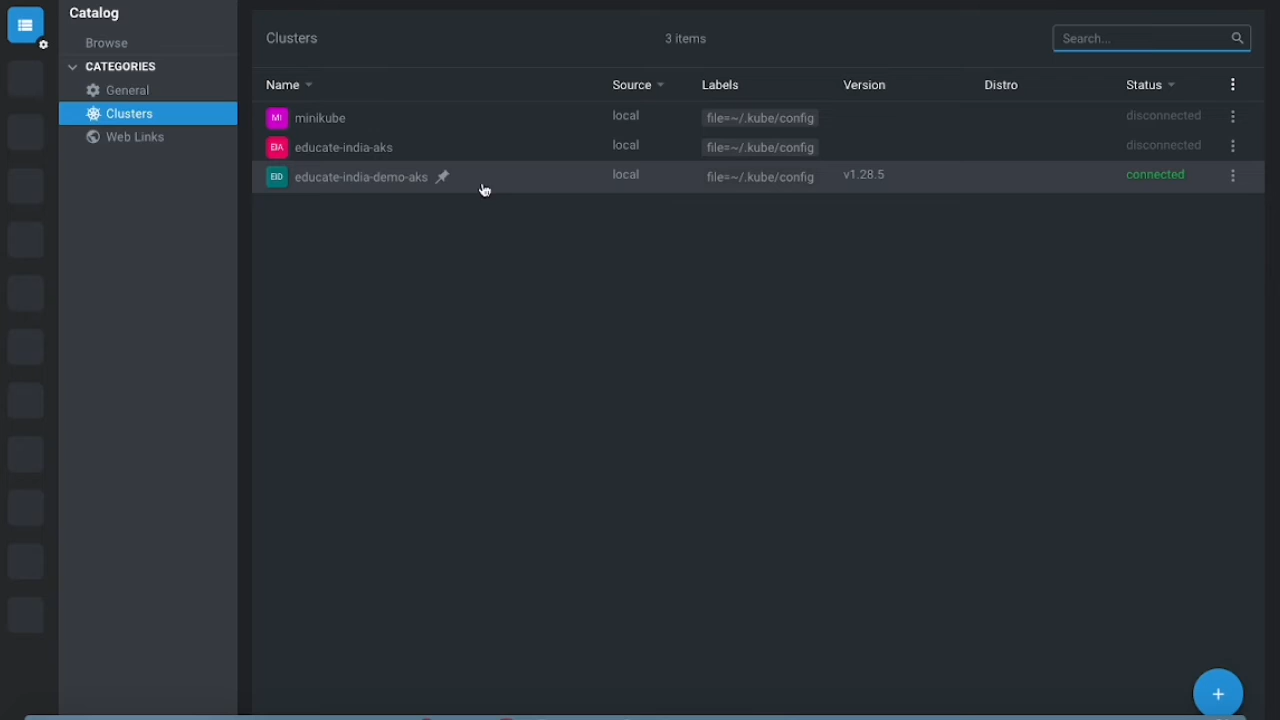 Catalog
Browse
CATEGORIES
General
Clusters
Web Links
Clusters
3 items
Search...
Name
Source
Labels
Version
Distro
Status
MI minikube local file=~/.kube/config disconnected
EIA educate-india-aks local file=~/.kube/config disconnected
EID educate-india-demo-aks local file=~/.kube/config v1.28.5 connected